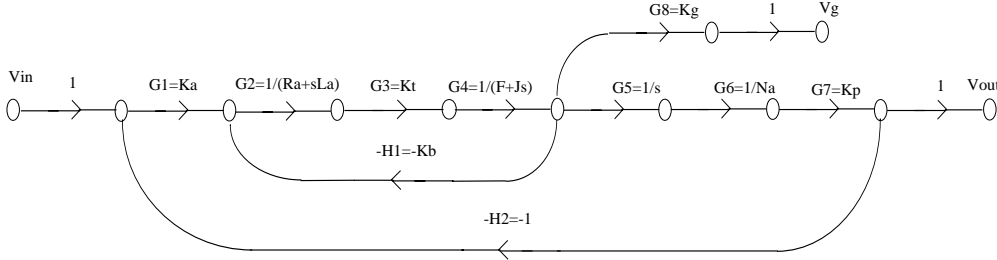 G8=Kg 1 Vg
Vin 1 G1=Ka G2=1/(Ra+sLa) G3=Kt G4=1/(F+Js) G5=1/s G6=1/Na G7=Kp 1 Vout
-H1=-Kb
-H2=-1